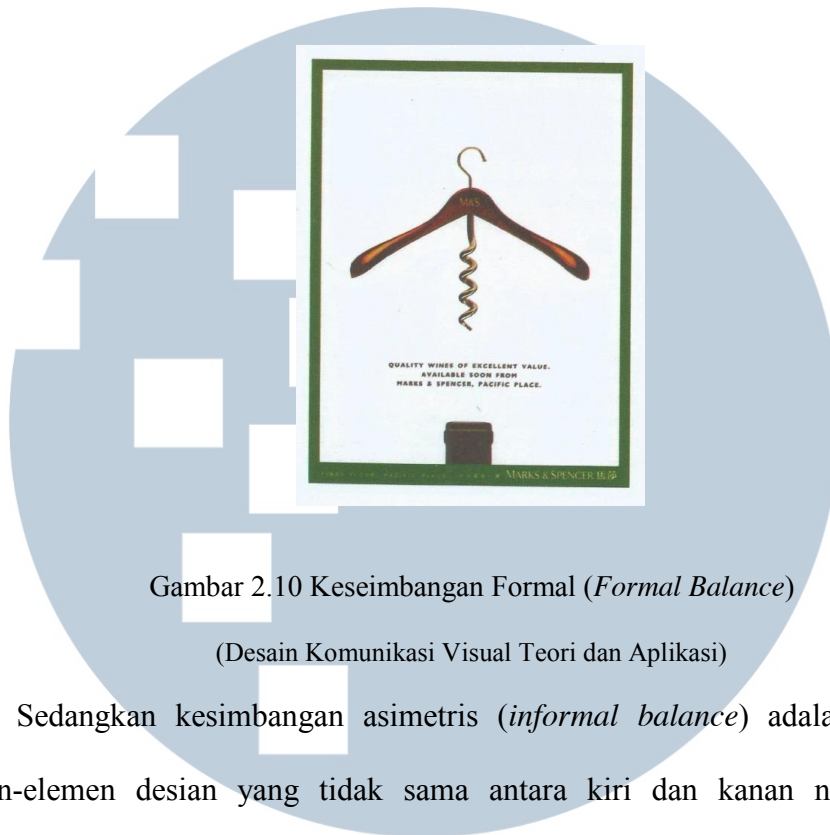 M&S
QUALITY WINES OF EXCELLENT VALUE.
AVAILABLE SOON FROM
MARKS & SPENCER, PACIFIC PLACE.
MARKS & SPENCER 馬莎
Gambar 2.10 Keseimbangan Formal (Formal Balance)
(Desain Komunikasi Visual Teori dan Aplikasi)
Sedangkan kesimbangan asimetris (informal balance) adala
n-elemen desian yang tidak sama antara kiri dan kanan n